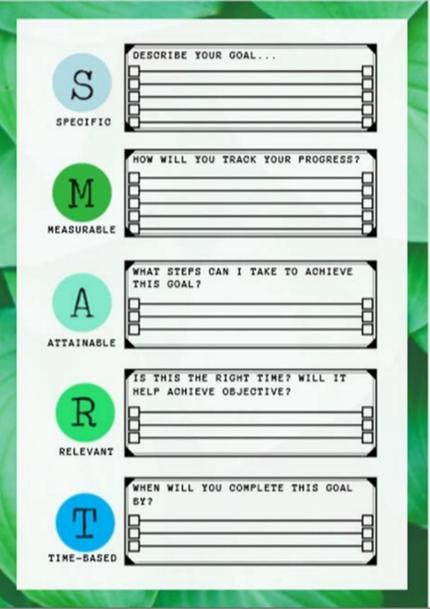 S
SPECIFIC
DESCRIBE YOUR GOAL...
M
MEASURABLE
HOW WILL YOU TRACK YOUR PROGRESS?
A
ATTAINABLE
WHAT STEPS CAN I TAKE TO ACHIEVE
THIS GOAL?
R
RELEVANT
IS THIS THE RIGHT TIME? WILL IT
HELP ACHIEVE OBJECTIVE?
T
TIME-BASED
WHEN WILL YOU COMPLETE THIS GOAL
BY?